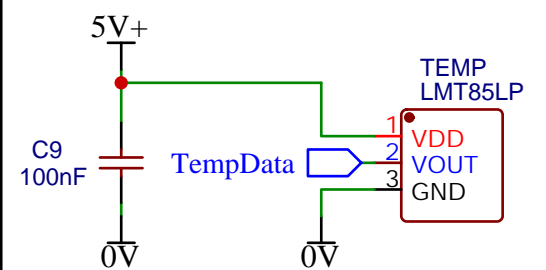 5V+
TEMP
LMT85LP
C9
100nF
TempData
1
VDD
2
VOUT
3
GND
0V
0V